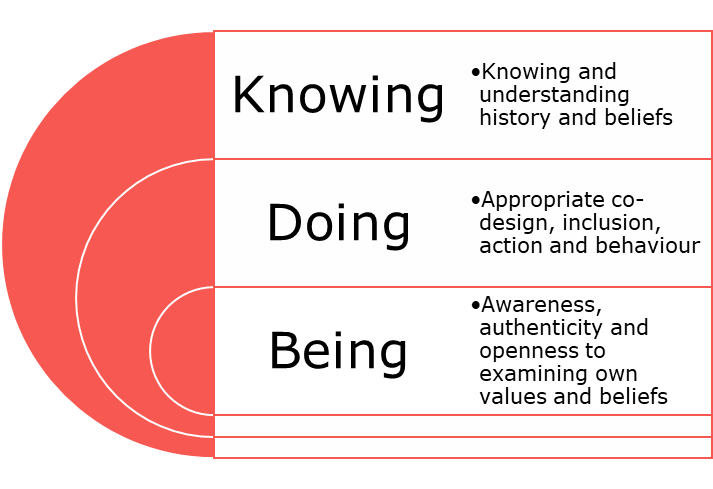 Knowing
•Knowing and
understanding
history and beliefs
Doing
•Appropriate co-
design, inclusion,
action and behaviour
Being
•Awareness,
authenticity and
openness to
examining own
values and beliefs